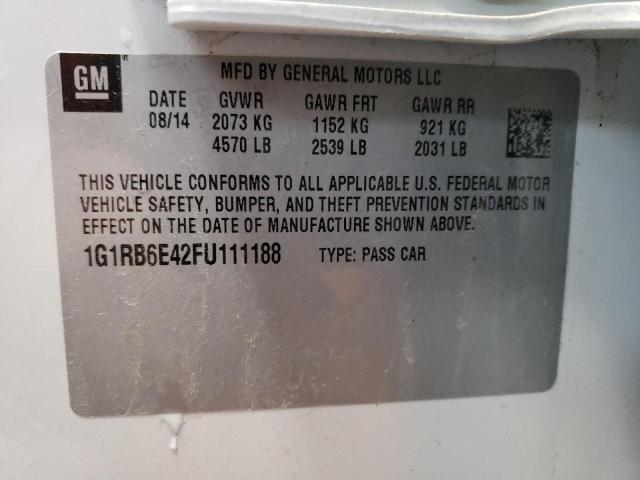 GM
MFD BY GENERAL MOTORS LLC
DATE GVWR GAWR FRT GAWR RR
08/14 2073 KG 1152 KG 921 KG
4570 LB 2539 LB 2031 LB
THIS VEHICLE CONFORMS TO ALL APPLICABLE U.S. FEDERAL MOTOR
VEHICLE SAFETY, BUMPER, AND THEFT PREVENTION STANDARDS IN
EFFECT ON THE DATE OF MANUFACTURE SHOWN ABOVE.
1G1RB6E42FU111188 TYPE: PASS CAR